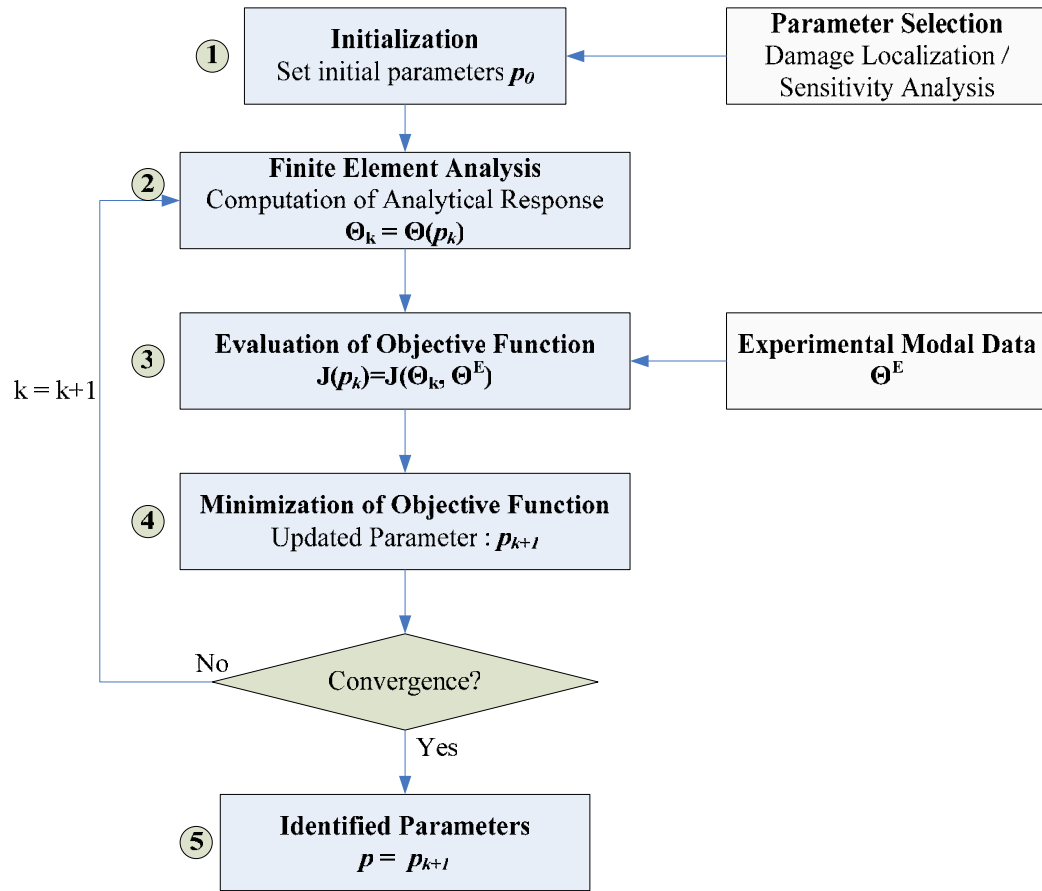 1
Initialization
Set initial parameters p0
Parameter Selection
Damage Localization /
Sensitivity Analysis
2
Finite Element Analysis
Computation of Analytical Response
Θk = Θ(pk)
3
Evaluation of Objective Function
J(pk)=J(Θk, ΘE)
Experimental Modal Data
ΘE
k = k+1
4
Minimization of Objective Function
Updated Parameter : pk+1
No
Convergence?
Yes
5
Identified Parameters
p = pk+1